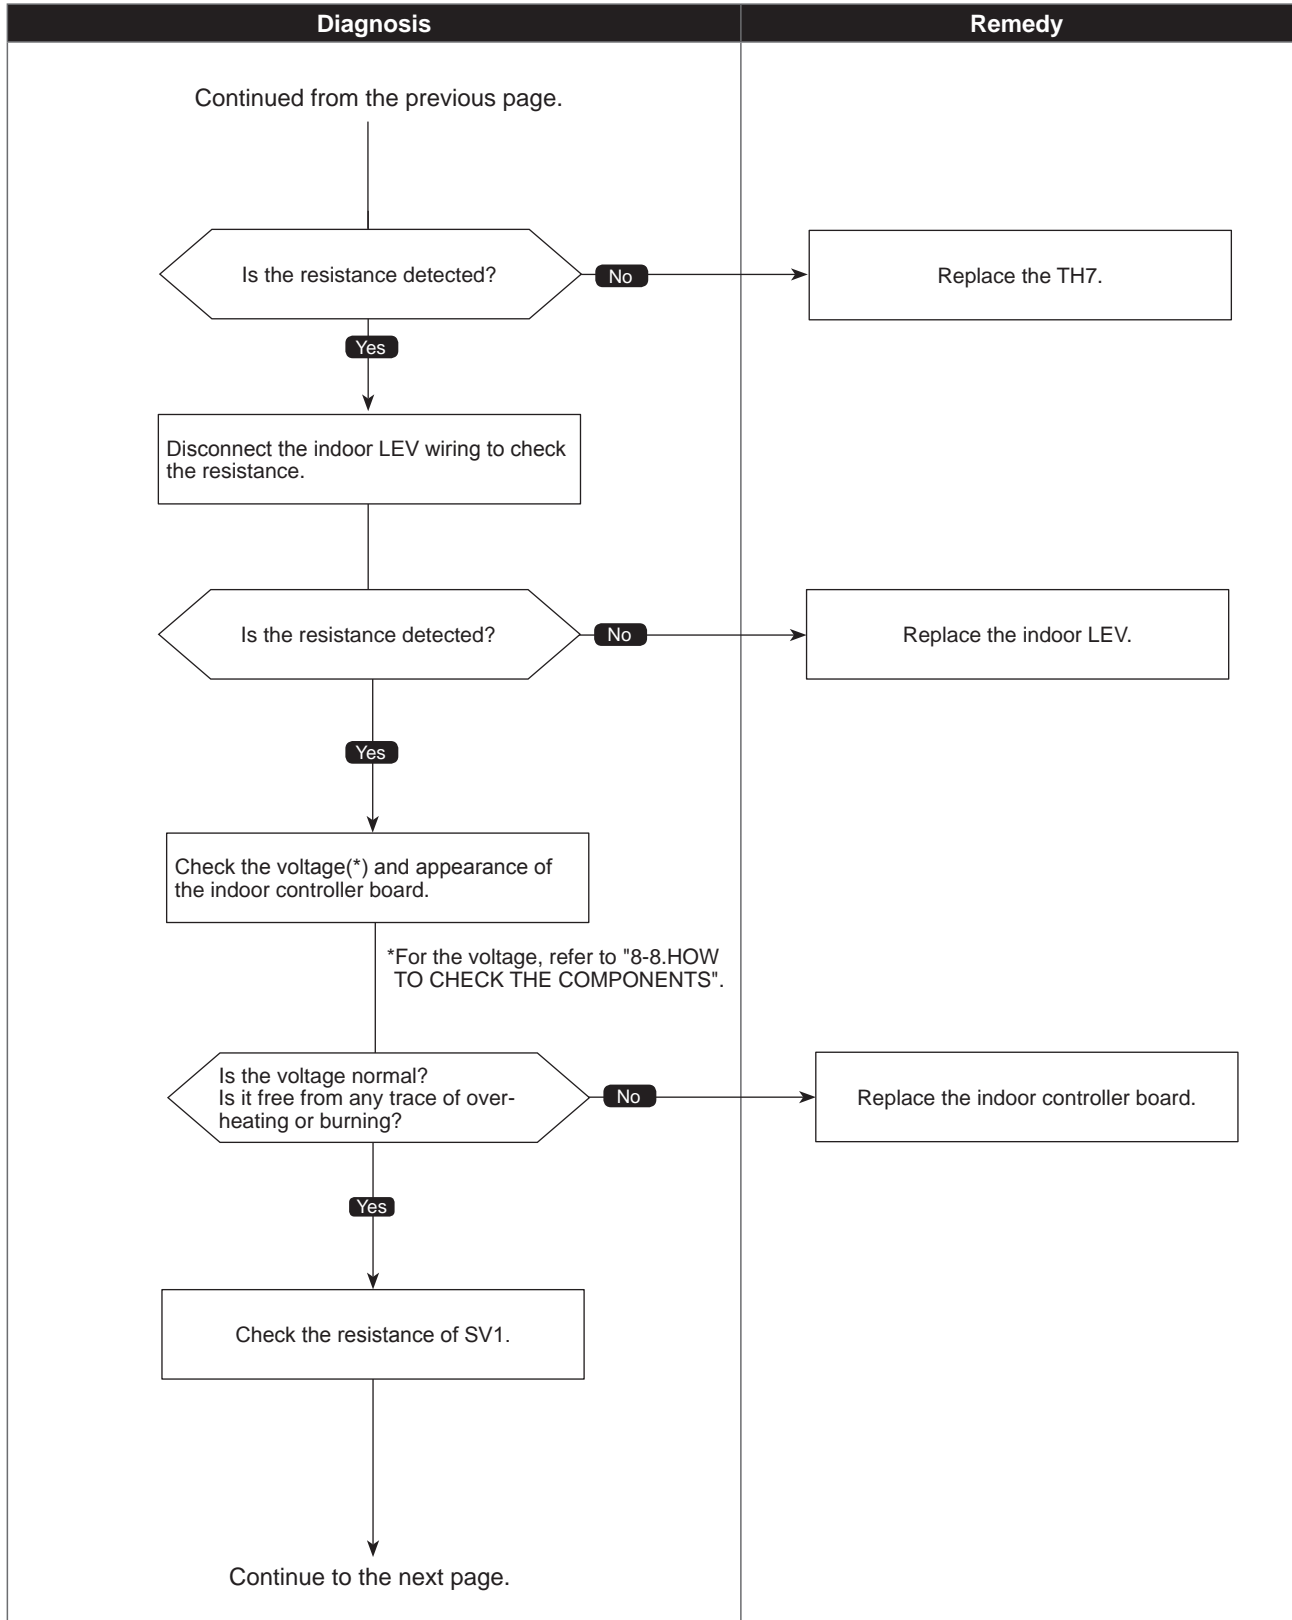 Diagnosis
Remedy
Continued from the previous page.
Is the resistance detected?
No
Replace the TH7.
Yes
Disconnect the indoor LEV wiring to check
the resistance.
Is the resistance detected?
No
Replace the indoor LEV.
Yes
Check the voltage(*) and appearance of
the indoor controller board.
*For the voltage, refer to "8-8.HOW
TO CHECK THE COMPONENTS".
Is the voltage normal?
Is it free from any trace of over-
heating or burning?
No
Replace the indoor controller board.
Yes
Check the resistance of SV1.
Continue to the next page.